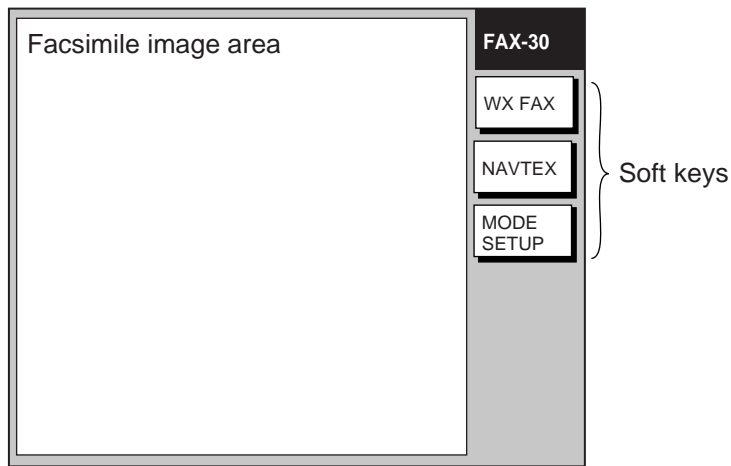 Facsimile image area
FAX-30
WX FAX
NAVTEX
MODE
SETUP
Soft keys